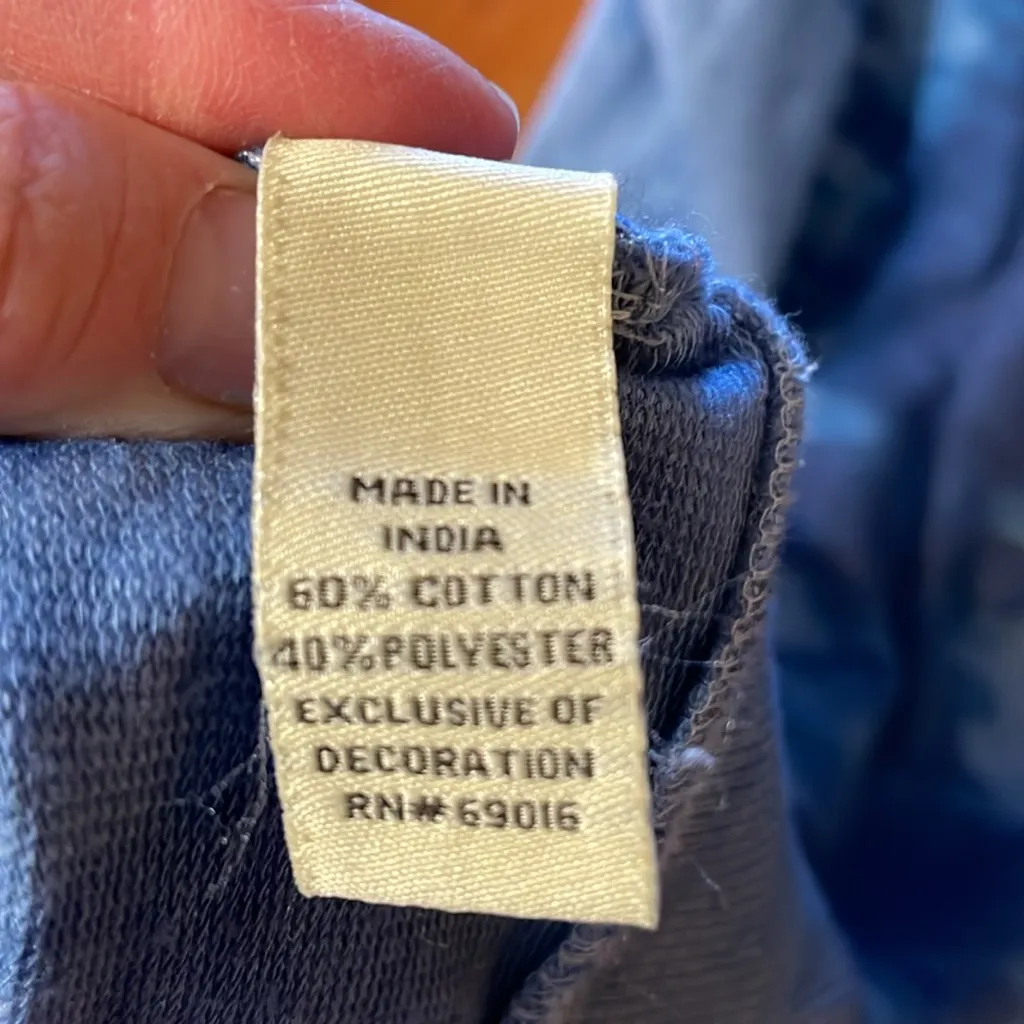 MADE IN
INDIA
60% COTTON
40% POLYESTER
EXCLUSIVE OF
DECORATION
RN# 69016